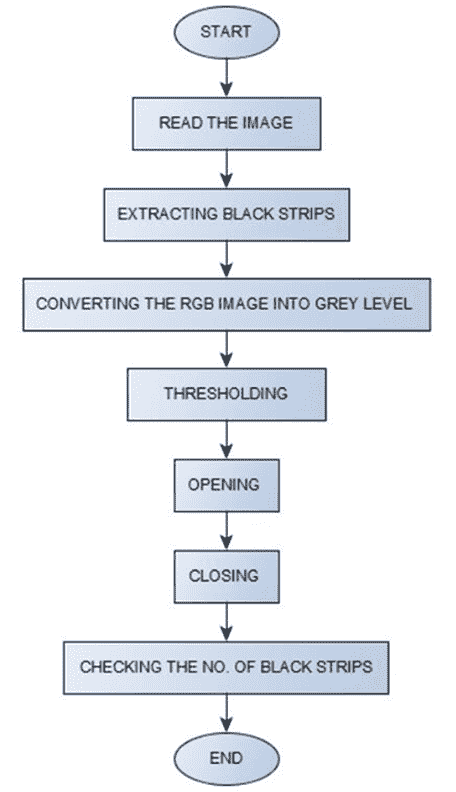 START
READ THE IMAGE
EXTRACTING BLACK STRIPS
CONVERTING THE RGB IMAGE INTO GREY LEVEL
THRESHOLDING
OPENING
CLOSING
CHECKING THE NO. OF BLACK STRIPS
END